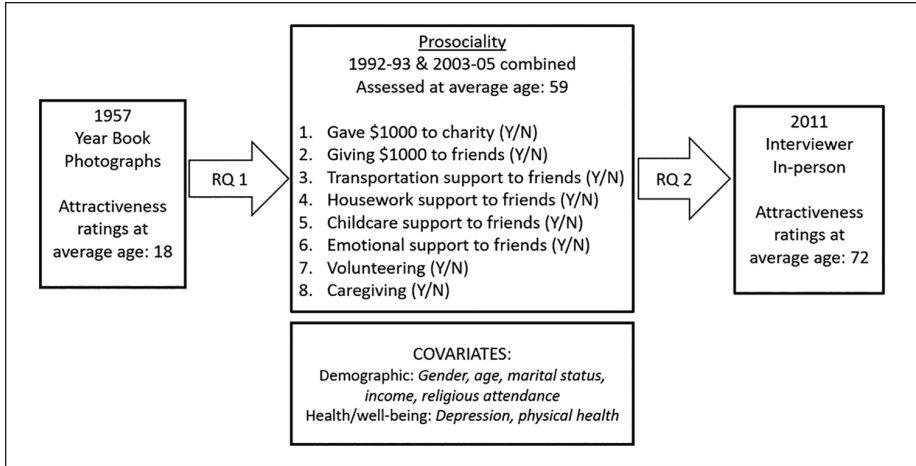 1957
Year Book
Photographs
Attractiveness
ratings at
average age: 18
RQ 1
Prosociality
1992-93 & 2003-05 combined
Assessed at average age: 59
1. Gave $1000 to charity (Y/N)
2. Giving $1000 to friends (Y/N)
3. Transportation support to friends (Y/N)
4. Housework support to friends (Y/N)
5. Childcare support to friends (Y/N)
6. Emotional support to friends (Y/N)
7. Volunteering (Y/N)
8. Caregiving (Y/N)
RQ 2
2011
Interviewer
In-person
Attractiveness
ratings at
average age: 72
COVARIATES:
Demographic: Gender, age, marital status,
income, religious attendance
Health/well-being: Depression, physical health